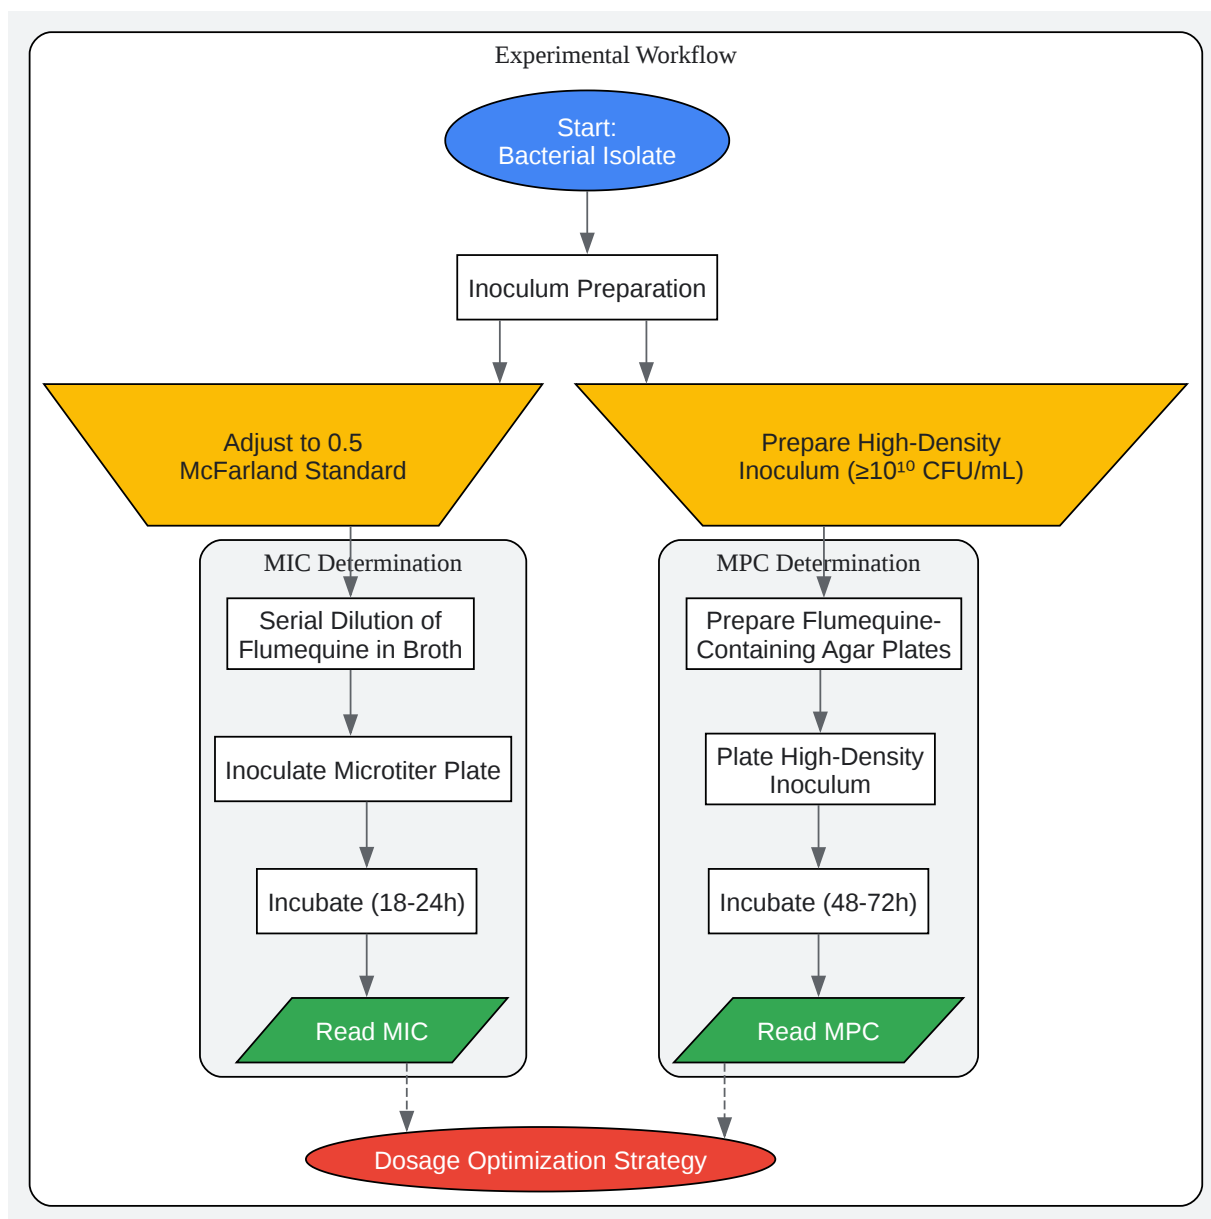 Experimental Workflow
Start:
Bacterial Isolate
Inoculum Preparation
Adjust to 0.5
McFarland Standard
Prepare High-Density
Inoculum (≥10¹⁰ CFU/mL)
MIC Determination
Serial Dilution of
Flumequine in Broth
Inoculate Microtiter Plate
Incubate (18-24h)
Read MIC
MPC Determination
Prepare Flumequine-
Containing Agar Plates
Plate High-Density
Inoculum
Incubate (48-72h)
Read MPC
Dosage Optimization Strategy